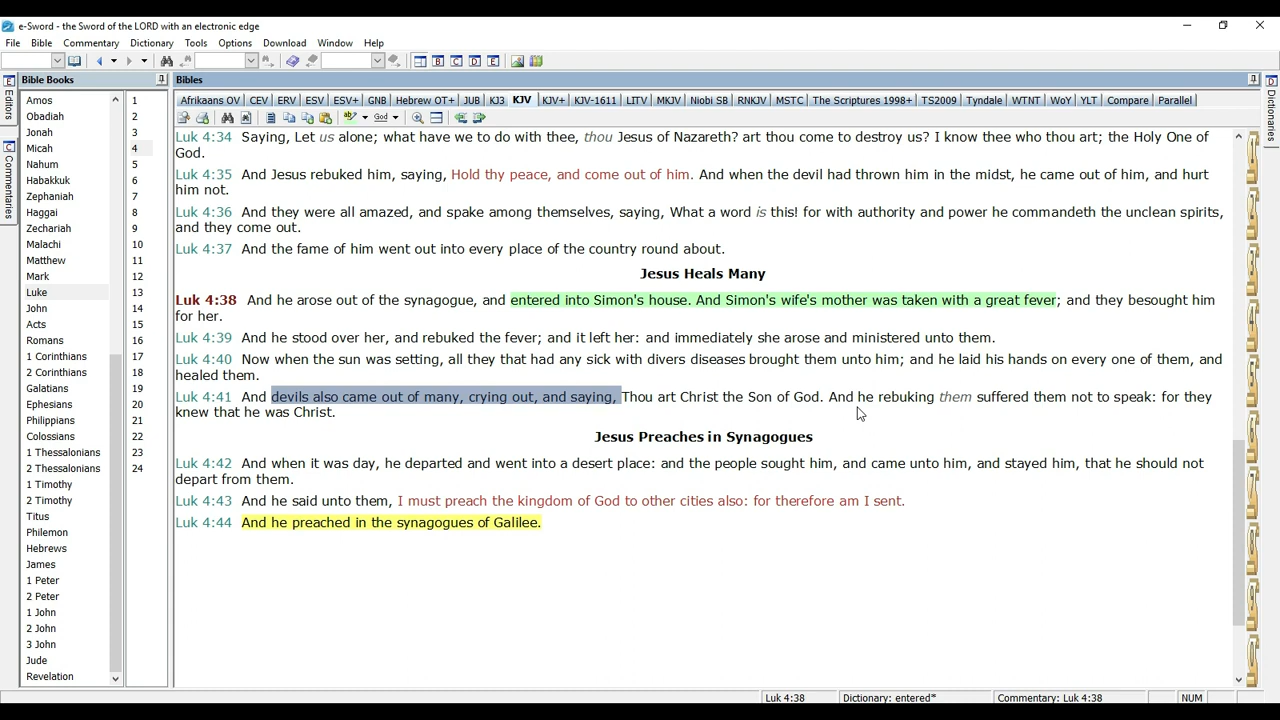 e-Sword - the Sword of the LORD with an electronic edge
File Bible Commentary Dictionary Tools Options Download Window Help
B C D E
Bible Books
Bibles
Editors
Commentaries
Dictionaries
Afrikaans OV CEV ERV ESV ESV+ GNB Hebrew OT+ JUB KJ3 KJV KJV+ KJV-1611 LITV MKJV Niobi SB RNKJV MSTC The Scriptures 1998+ TS2009 Tyndale WTNT WoY YLT Compare Parallel
Amos 1
Obadiah 2
Jonah 3
Micah 4
Nahum 5
Habakkuk 6
Zephaniah 7
Haggai 8
Zechariah 9
Malachi 10
Matthew 11
Mark 12
Luke 13
John 14
Acts 15
Romans 16
1 Corinthians 17
2 Corinthians 18
Galatians 19
Ephesians 20
Philippians 21
Colossians 22
1 Thessalonians 23
2 Thessalonians 24
1 Timothy
2 Timothy
Titus
Philemon
Hebrews
James
1 Peter
2 Peter
1 John
2 John
3 John
Jude
Revelation
Luk 4:34 Saying, Let us alone; what have we to do with thee, thou Jesus of Nazareth? art thou come to destroy us? I know thee who thou art; the Holy One of
God.
Luk 4:35 And Jesus rebuked him, saying, Hold thy peace, and come out of him. And when the devil had thrown him in the midst, he came out of him, and hurt
him not.
Luk 4:36 And they were all amazed, and spake among themselves, saying, What a word is this! for with authority and power he commandeth the unclean spirits,
and they come out.
Luk 4:37 And the fame of him went out into every place of the country round about.
Jesus Heals Many
Luk 4:38 And he arose out of the synagogue, and entered into Simon's house. And Simon's wife's mother was taken with a great fever; and they besought him
for her.
Luk 4:39 And he stood over her, and rebuked the fever; and it left her: and immediately she arose and ministered unto them.
Luk 4:40 Now when the sun was setting, all they that had any sick with divers diseases brought them unto him; and he laid his hands on every one of them, and
healed them.
Luk 4:41 And devils also came out of many, crying out, and saying, Thou art Christ the Son of God. And he rebuking them suffered them not to speak: for they
knew that he was Christ.
Jesus Preaches in Synagogues
Luk 4:42 And when it was day, he departed and went into a desert place: and the people sought him, and came unto him, and stayed him, that he should not
depart from them.
Luk 4:43 And he said unto them, I must preach the kingdom of God to other cities also: for therefore am I sent.
Luk 4:44 And he preached in the synagogues of Galilee.
Luk 4:38 Dictionary: entered* Commentary: Luk 4:38 NUM